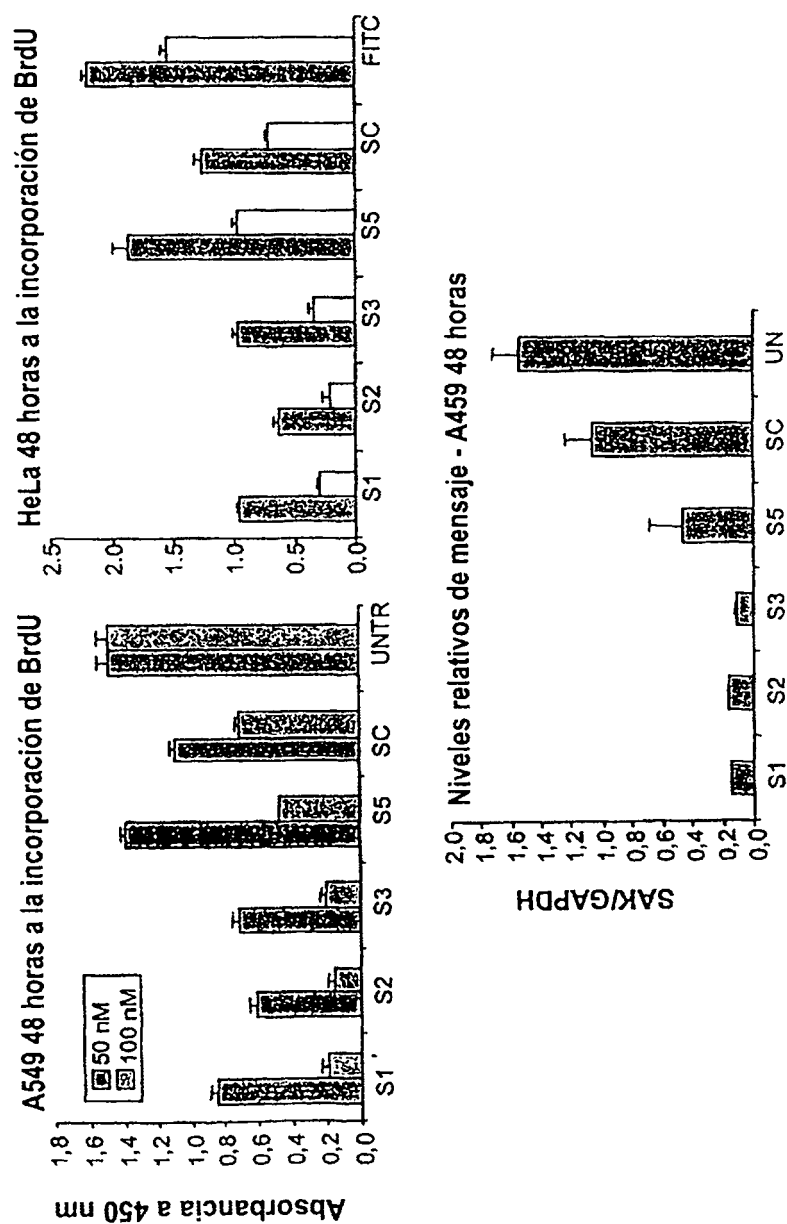 A549 48 horas a la incorporación de BrdU
Absorbancia a 450 nm
1,8
1,6
1,4
1,2
1,0
0,8
0,6
0,4
0,2
0,0
50 nM
100 nM
S1 '
S2
S3
S5
SC
UNTR
HeLa 48 horas a la incorporación de BrdU
2.5
2.0
1.5
1.0
0.5
0.0
S1
S2
S3
S5
SC
FITC
Niveles relativos de mensaje - A459 48 horas
SAK/GAPDH
2,0
1,8
1,6
1,4
1,2
1,0
0,8
0,6
0,4
0,2
0,0
S1
S2
S3
S5
SC
UN